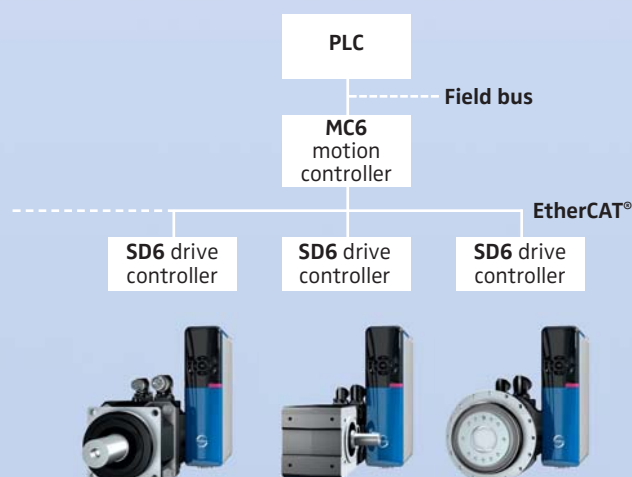 PLC
Field bus
MC6
motion
controller
EtherCAT®
SD6 drive
controller
SD6 drive
controller
SD6 drive
controller